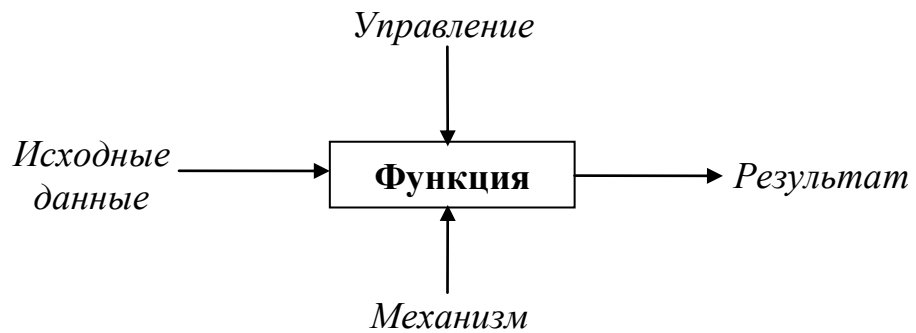 Управление
Исходные
данные
Функция
Результат
Механизм